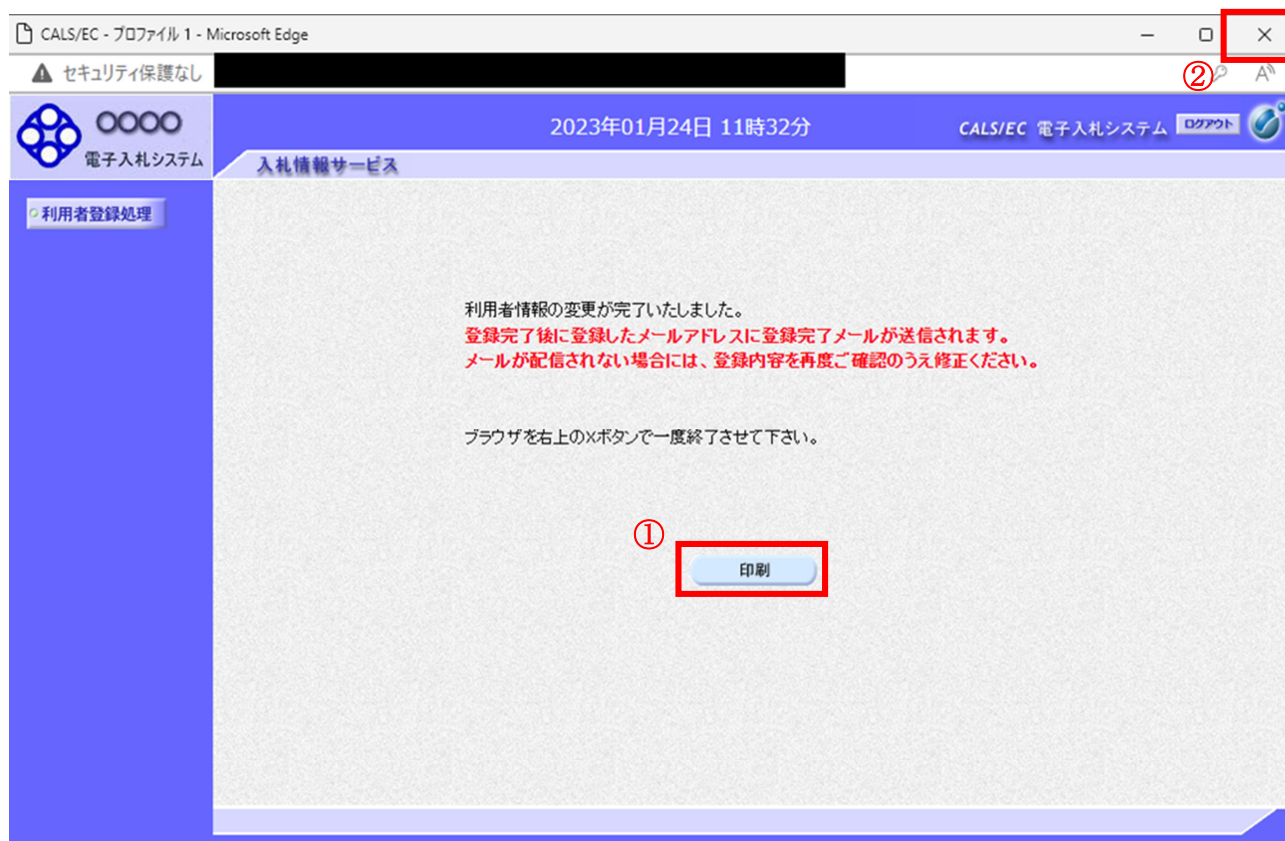 CALS/EC - プロファイル 1 - Microsoft Edge
セキュリティ保護なし
②
A
〇〇〇〇
電子入札システム
2023年01月24日 11時32分
CALS/EC 電子入札システム
ログアウト
入札情報サービス
利用者登録処理
利用者情報の変更が完了いたしました。
登録完了後に登録したメールアドレスに登録完了メールが送信されます。
メールが配信されない場合には、登録内容を再度ご確認のうえ修正ください。
ブラウザを右上の×ボタンで一度終了させて下さい。
①
印刷